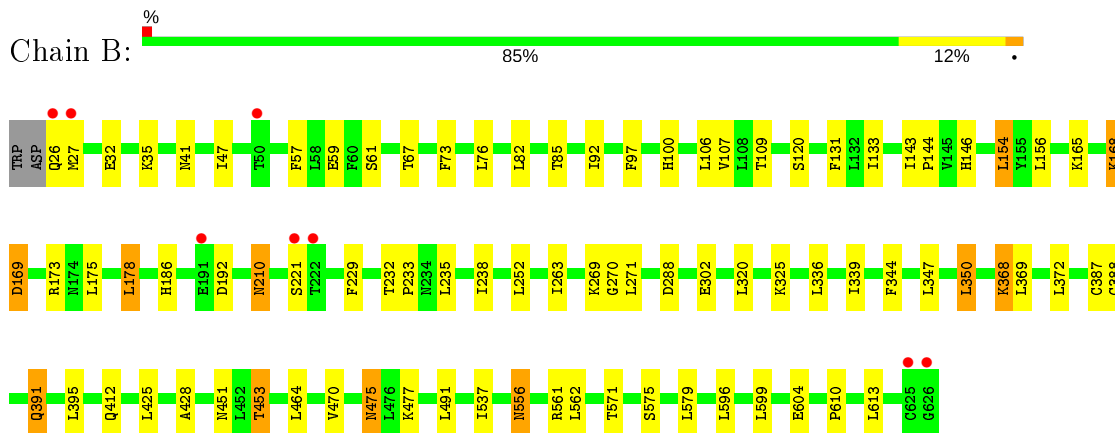 %
Chain B:
85% 12% •
TRP ASP Q26 M27 E32 K35 N41 I47 T50 F57 L58 E59 F60 S61 T67 F73 L76 L82 T85 I92 F97 H100 L106 V107 L108 T109 S120 F131 L132 I133 I143 P144 V145 H146 L154 Y155 L156 K165 K168
D169 R173 N174 L175 L178 H186 E191 D192 N210 S221 T222 F229 T232 P233 N234 L235 I238 L252 I263 K269 G270 L271 D288 E302 L320 K325 L336 I339 F344 L347 L350 K368 L369 L372 C387 G388
Q391 L395 Q412 L425 A428 N451 L452 T453 L464 V470 N475 L476 K477 L491 I537 N556 R561 L562 T571 S575 L579 L596 L599 E604 P610 L613 C625 G626